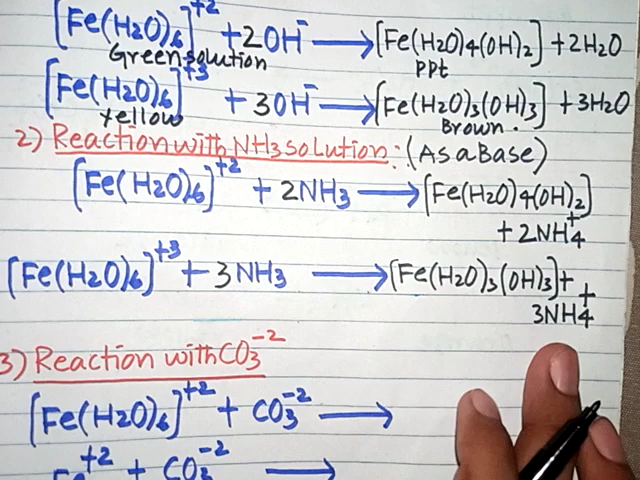 [Fe(H2O)6]+2 + 2OH- → [Fe(H2O)4(OH)2] + 2H2O
Green solution ppt
[Fe(H2O)6]+3 + 3OH- → [Fe(H2O)3(OH)3] + 3H2O
Yellow Brown.
2) Reaction with NH3 solution: (As a Base)
[Fe(H2O)6]+2 + 2NH3 → [Fe(H2O)4(OH)2]
+ 2NH4+
[Fe(H2O)6]+3 + 3NH3 → [Fe(H2O)3(OH)3] +
3NH4+
3) Reaction with CO3-2
[Fe(H2O)6]+2 + CO3-2 →
Fe+2 + CO3-2 →